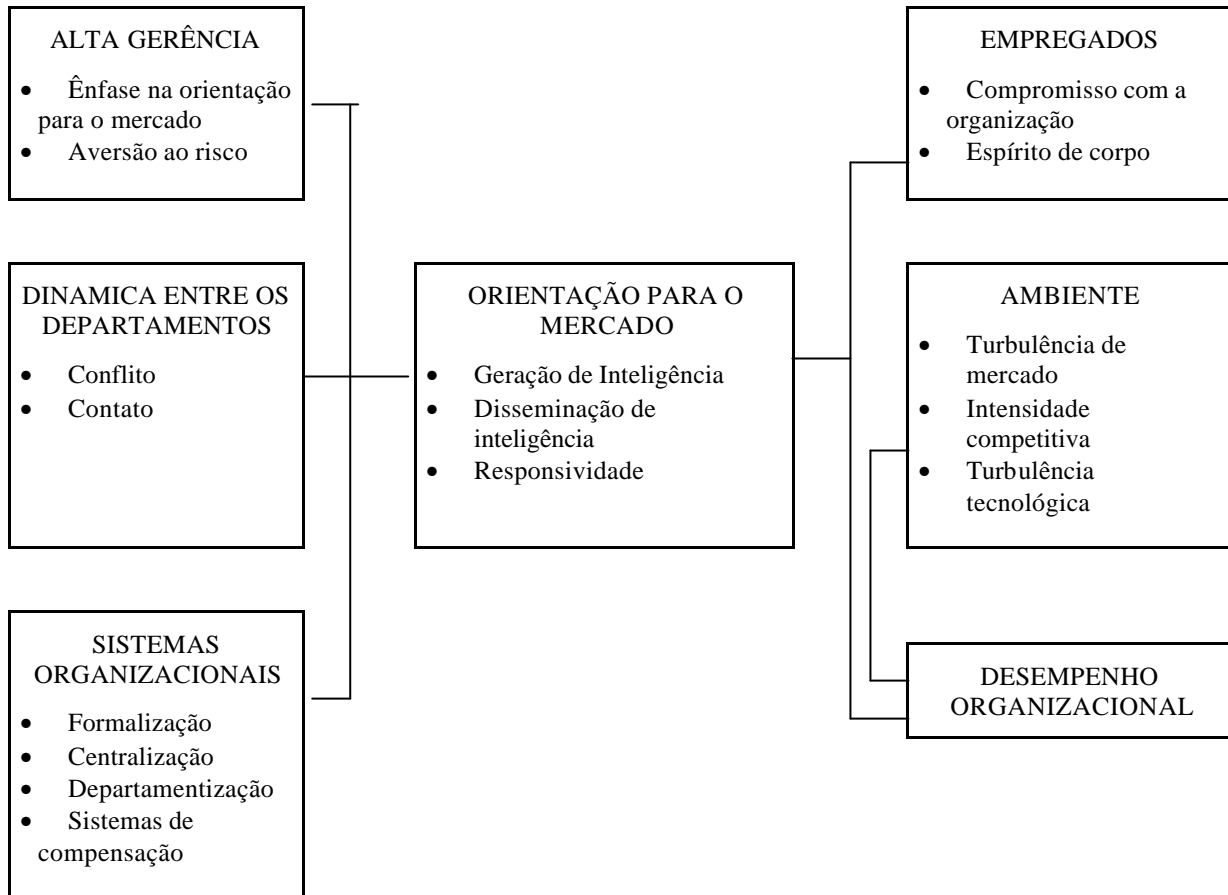 ALTA GERÊNCIA
• Ênfase na orientação
para o mercado
• Aversão ao risco
DINAMICA ENTRE OS
DEPARTAMENTOS
• Conflito
• Contato
SISTEMAS
ORGANIZACIONAIS
• Formalização
• Centralização
• Departamentização
• Sistemas de
compensação
ORIENTAÇÃO PARA O
MERCADO
• Geração de Inteligência
• Disseminação de
inteligência
• Responsividade
EMPREGADOS
• Compromisso com a
organização
• Espírito de corpo
AMBIENTE
• Turbulência de
mercado
• Intensidade
competitiva
• Turbulência
tecnológica
DESEMPENHO
ORGANIZACIONAL